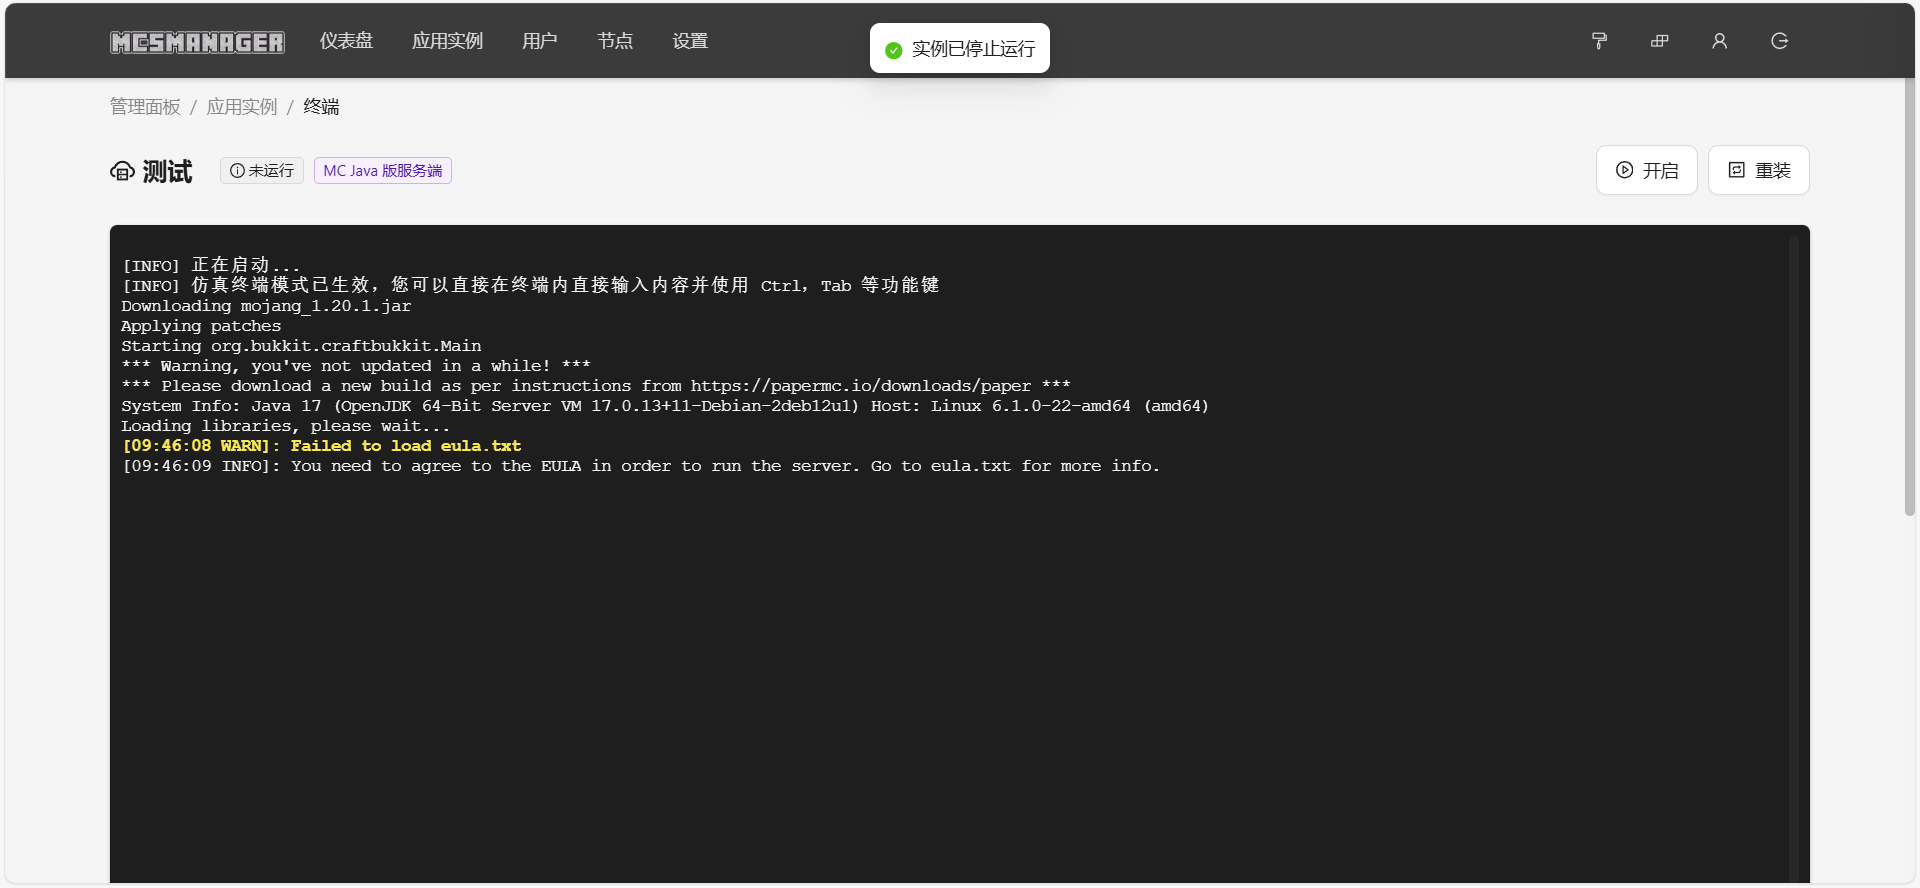 MCSMANAGER 仪表盘 应用实例 用户 节点 设置
实例已停止运行
管理面板 / 应用实例 / 终端
测试 未运行 MC Java 版服务端 开启 重装
[INFO] 正在启动...
[INFO] 仿真终端模式已生效，您可以直接在终端内直接输入内容并使用 Ctrl，Tab 等功能键
Downloading mojang_1.20.1.jar
Applying patches
Starting org.bukkit.craftbukkit.Main
*** Warning, you've not updated in a while! ***
*** Please download a new build as per instructions from https://papermc.io/downloads/paper ***
System Info: Java 17 (OpenJDK 64-Bit Server VM 17.0.13+11-Debian-2deb12u1) Host: Linux 6.1.0-22-amd64 (amd64)
Loading libraries, please wait...
[09:46:08 WARN]: Failed to load eula.txt
[09:46:09 INFO]: You need to agree to the EULA in order to run the server. Go to eula.txt for more info.